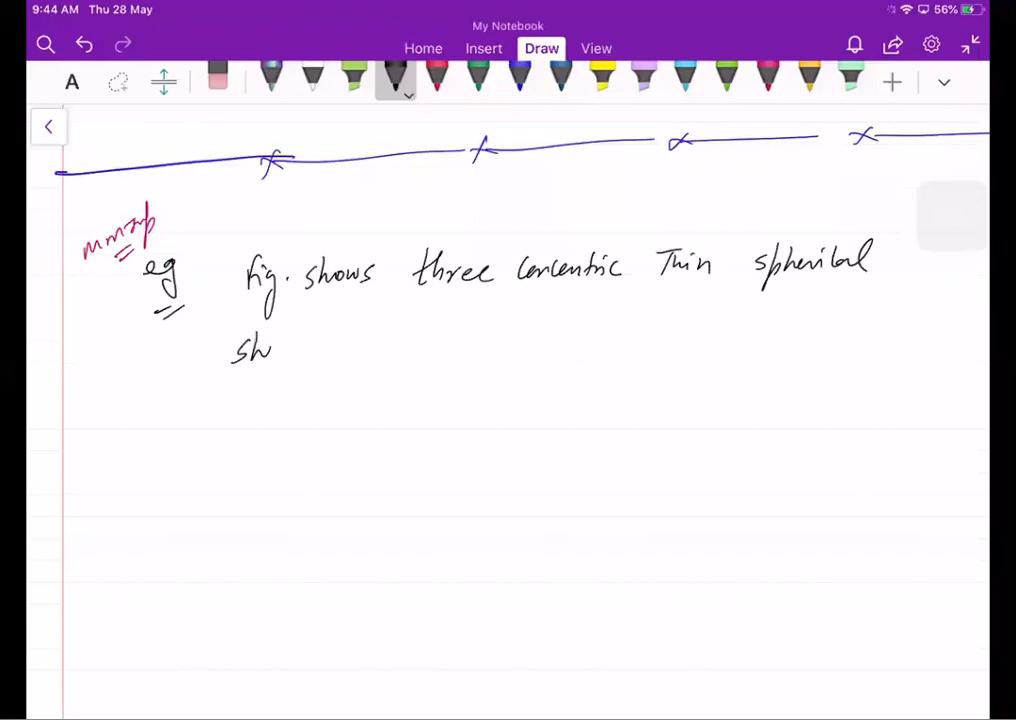 9:44 AM Thu 28 May
56%
My Notebook
Home Insert Draw View
A
eg fig. shows three concentric Thin spherical
sh